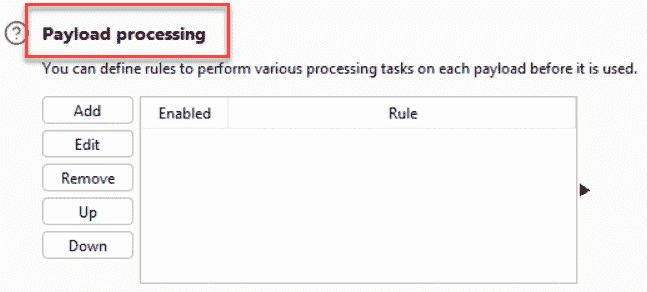 ? Payload processing
You can define rules to perform various processing tasks on each payload before it is used.
Add
Enabled Rule
Edit
Remove
Up
Down